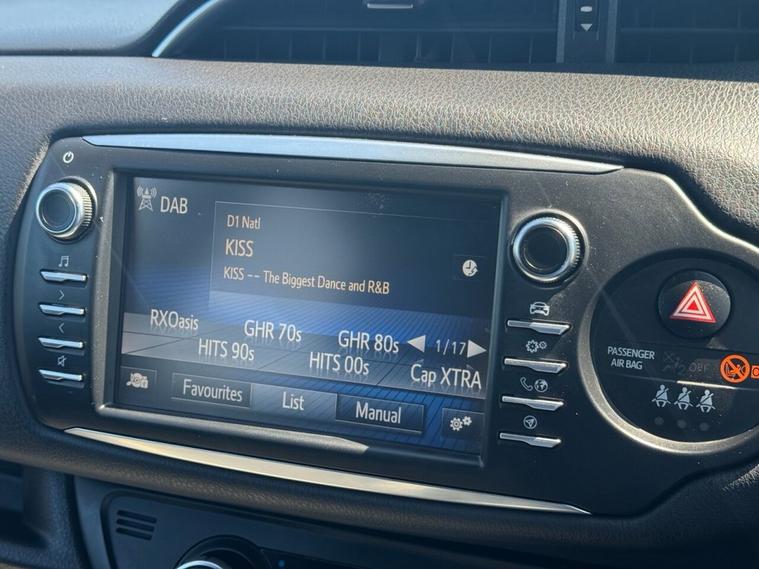 DAB
D1 Natl
KISS
KISS -- The Biggest Dance and R&B
RXOasis GHR 70s GHR 80s 1/17
HITS 90s HITS 00s Cap XTRA
Favourites List Manual
PASSENGER
AIR BAG
OFF